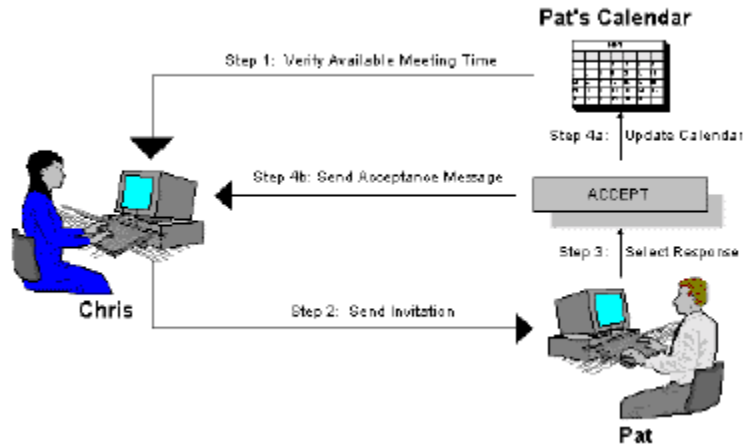 Pat's Calendar
Step 1: Verify Available Meeting Time
Step 4a: Update Calendar
Step 4b: Send Acceptance Message
ACCEPT
Step 3: Select Response
Chris
Step 2: Send Invitation
Pat